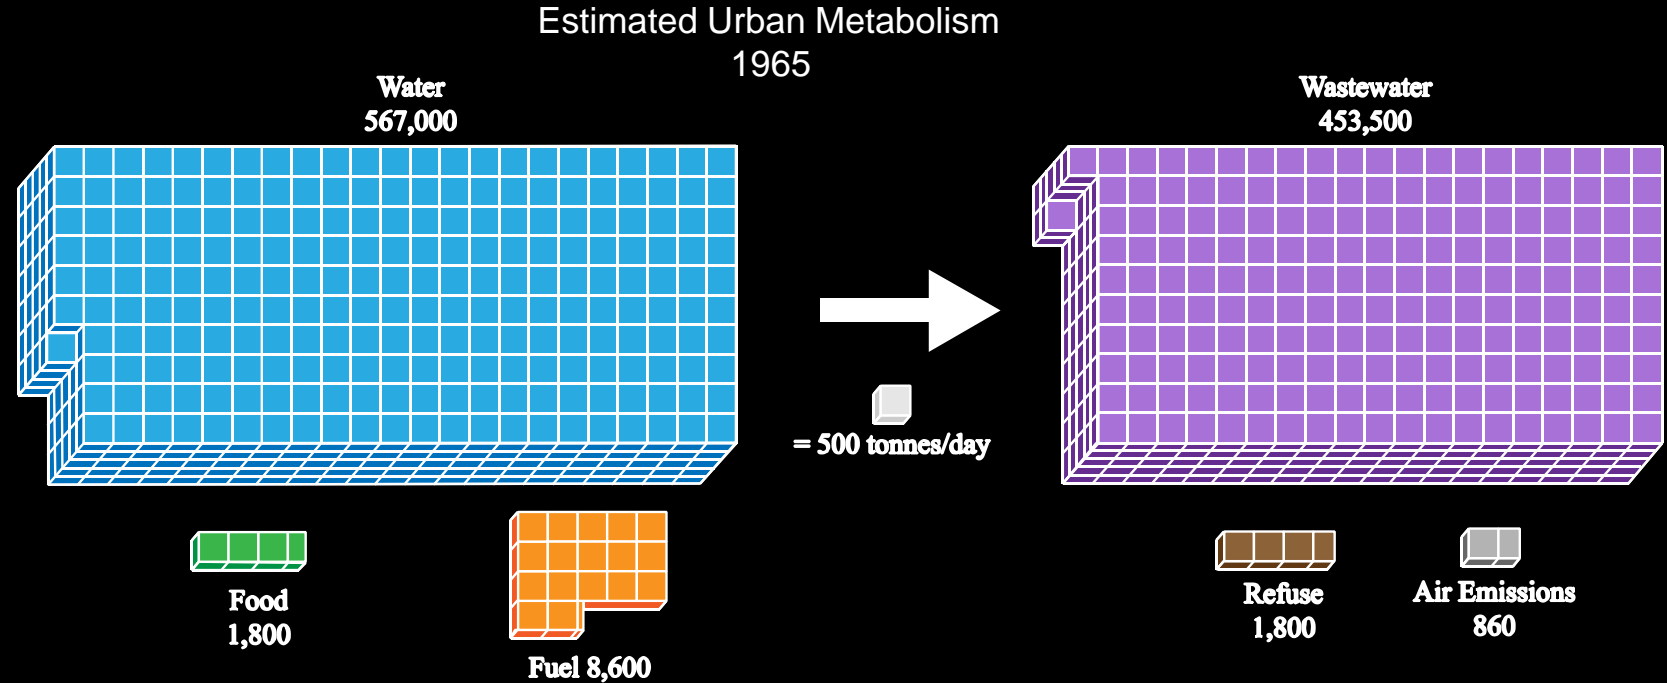 Estimated Urban Metabolism
1965
Water
567,000
Wastewater
453,500
= 500 tonnes/day
Food
1,800
Fuel 8,600
Refuse
1,800
Air Emissions
860